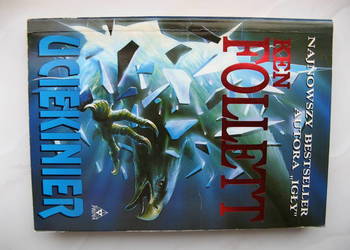 NAJNOWSZY BESTSELLER
AUTORA „IGŁY”
KEN
FOLLETT
UCIEKINIER